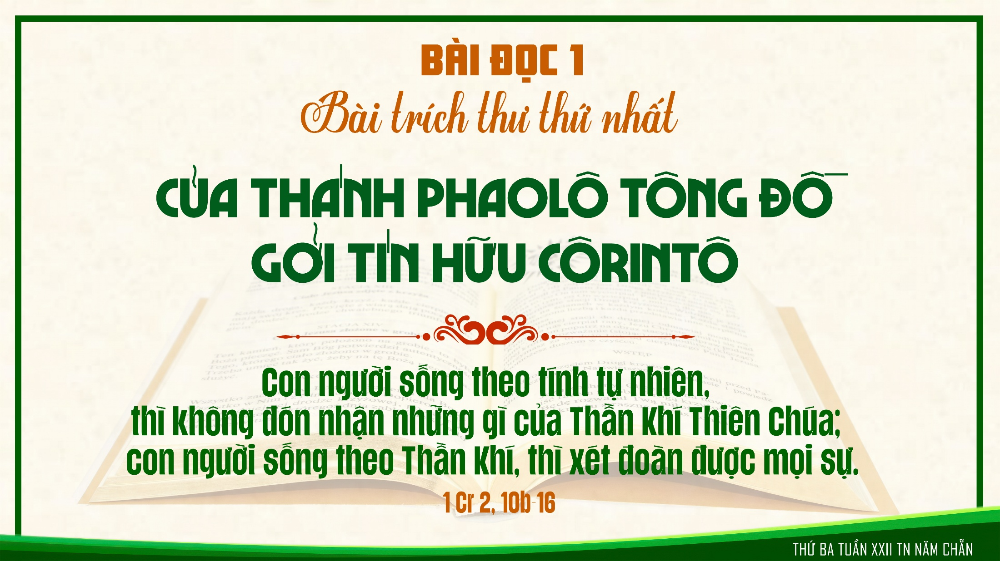 BÀI ĐỌC 1
Bài trích thư thứ nhất
CỦA THÁNH PHAOLÔ TÔNG ĐỒ
GỞI TÍN HỮU CÔRINTÔ
Con người sống theo tính tự nhiên,
thì không đón nhận những gì của Thần Khí Thiên Chúa;
con người sống theo Thần Khí, thì xét đoán được mọi sự.
1 Cr 2, 10b-16
THỨ BA TUẦN XXII TN NĂM CHẴN